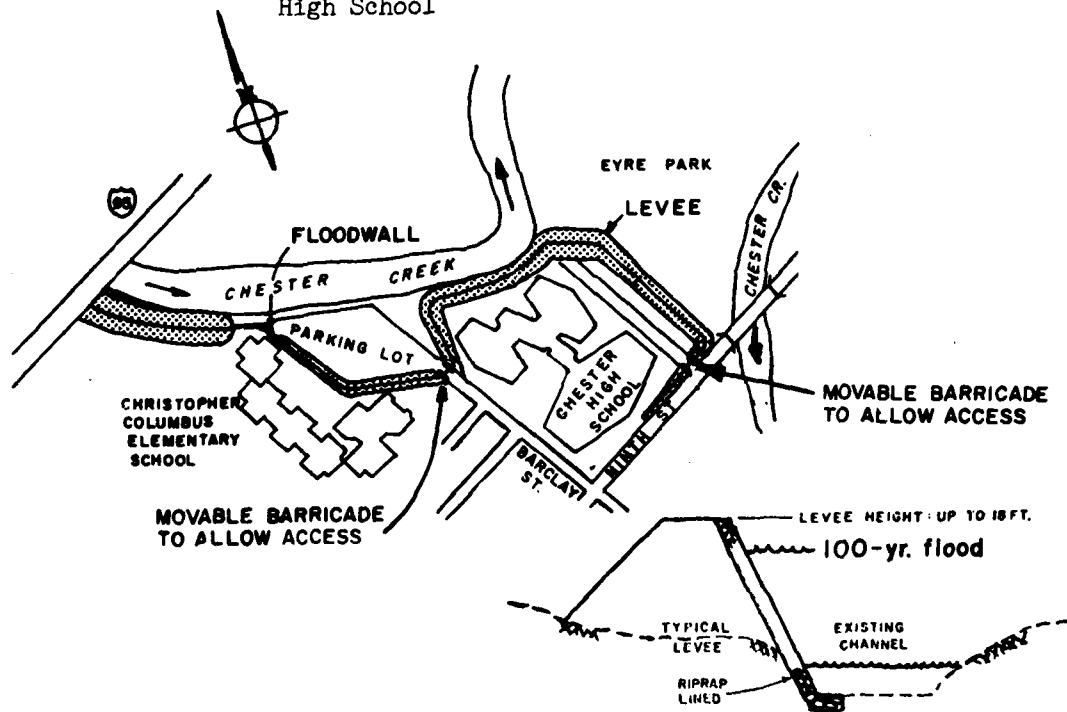 High School
N
EYRE PARK
LEVEE
95
FLOODWALL
CHESTER CREEK
CHESTER CR.
PARKING LOT
CHRISTOPHER
COLUMBUS
ELEMENTARY
SCHOOL
CHESTER
HIGH
SCHOOL
MOVABLE BARRICADE
TO ALLOW ACCESS
NINTH ST.
BARCLAY
ST.
MOVABLE BARRICADE
TO ALLOW ACCESS
LEVEE HEIGHT: UP TO 18 FT.
100-yr. flood
TYPICAL
LEVEE
EXISTING
CHANNEL
RIPRAP
LINED